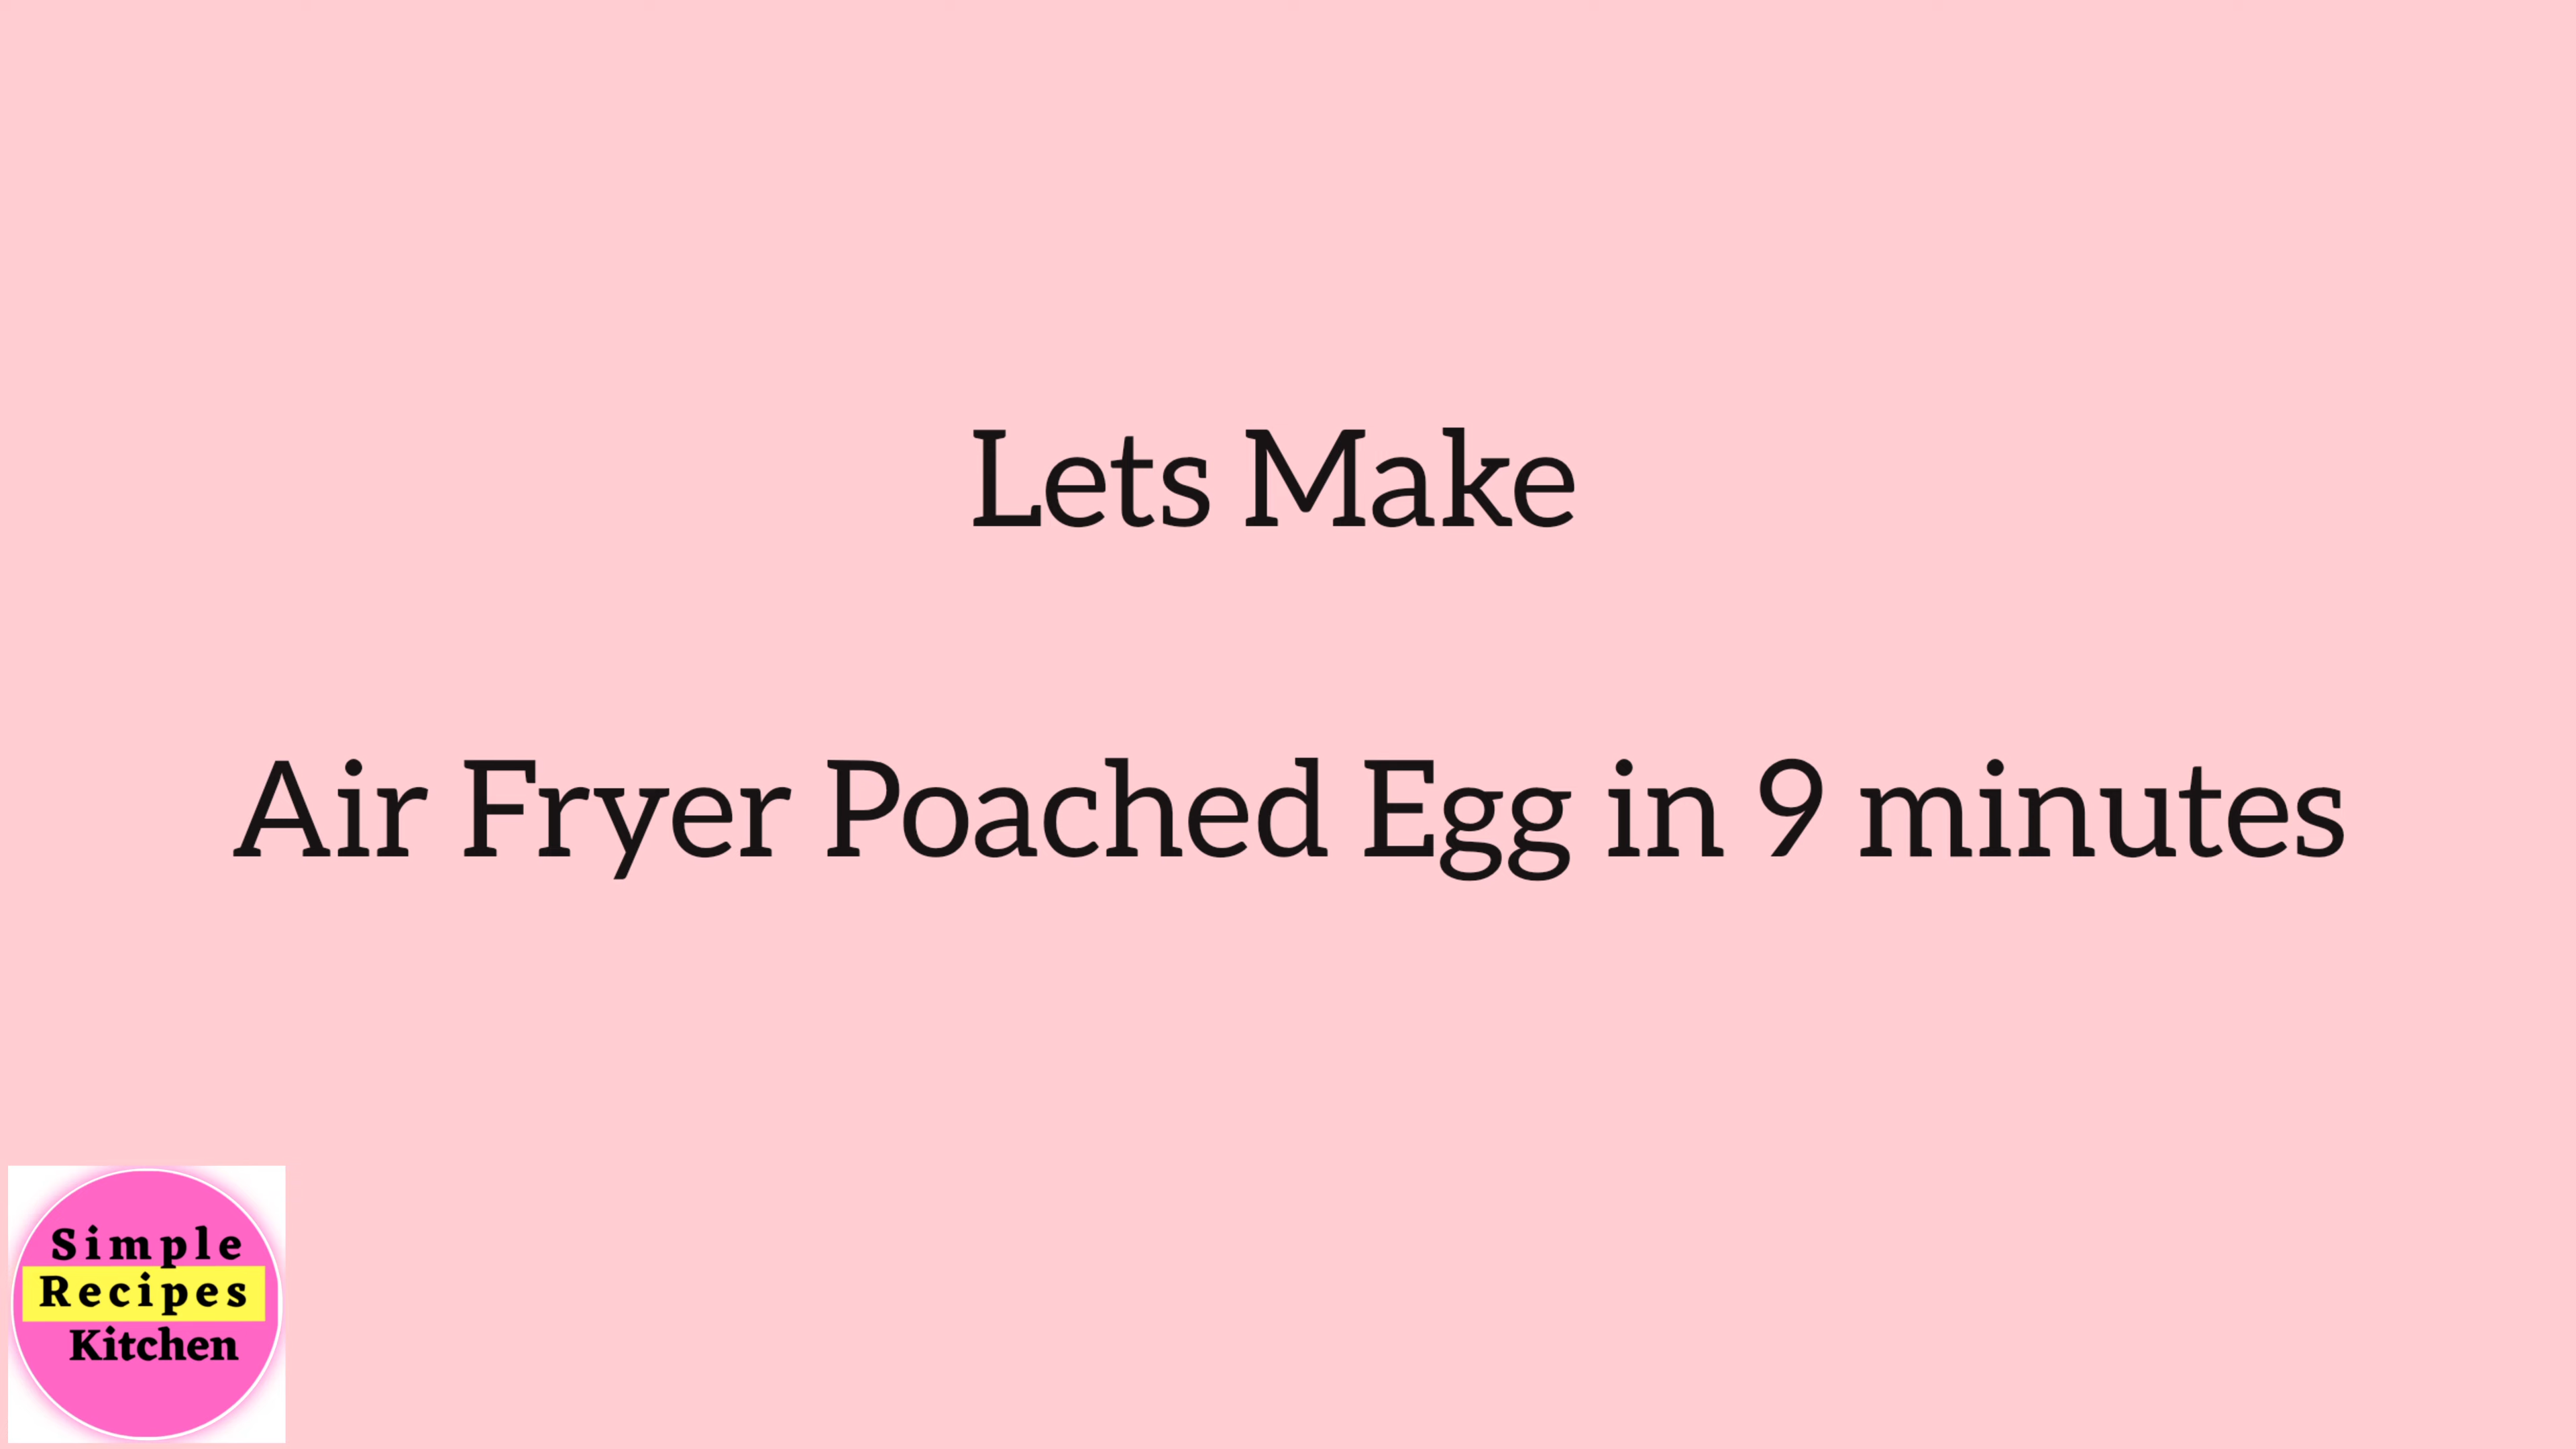 Lets Make
Air Fryer Poached Egg in 9 minutes
Simple
Recipes
Kitchen